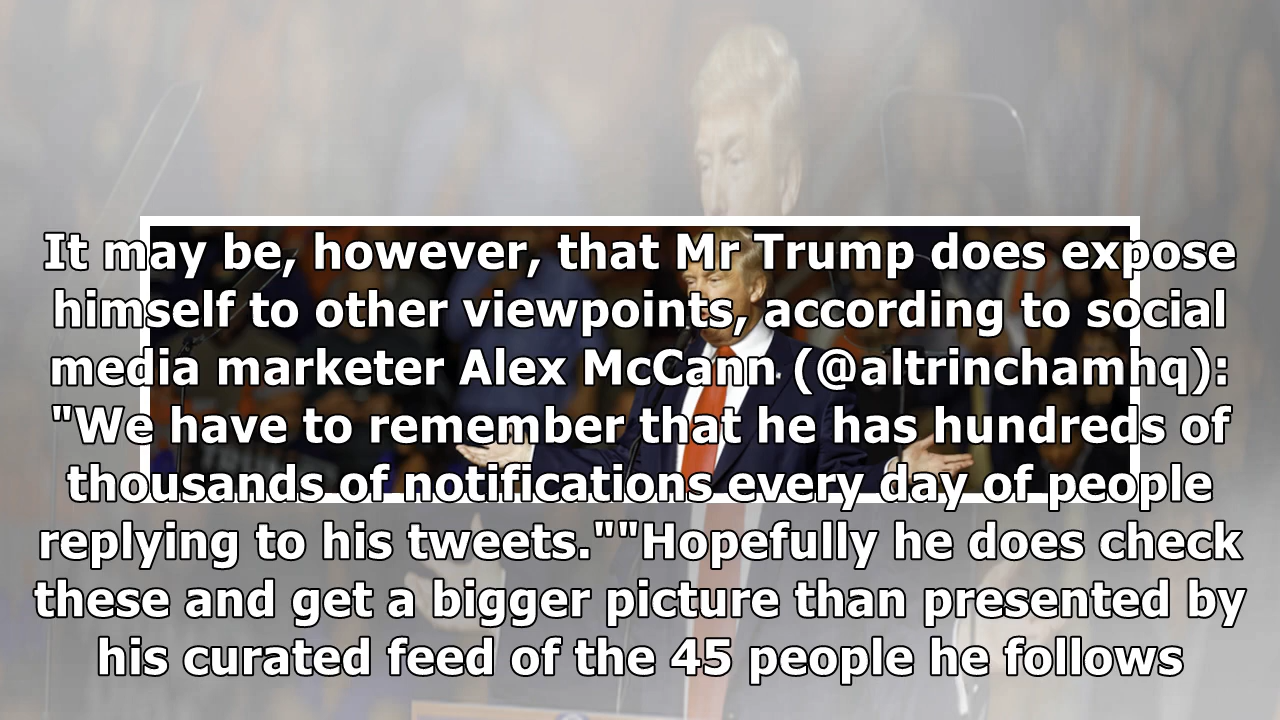 It may be, however, that Mr Trump does expose
himself to other viewpoints, according to social
media marketer Alex McCann (@altrinchamhq):
"We have to remember that he has hundreds of
thousands of notifications every day of people
replying to his tweets.""Hopefully he does check
these and get a bigger picture than presented by
his curated feed of the 45 people he follows